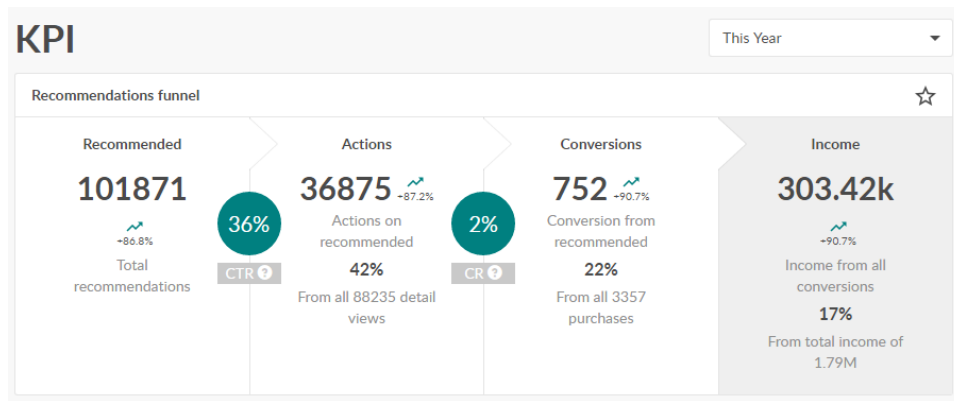 KPI
This Year
Recommendations funnel
Recommended
101871
+86.8%
Total
recommendations
36%
CTR ?
Actions
36875 +87.2%
Actions on
recommended
42%
From all 88235 detail
views
2%
CR ?
Conversions
752 +90.7%
Conversion from
recommended
22%
From all 3357
purchases
Income
303.42k
+90.7%
Income from all
conversions
17%
From total income of
1.79M